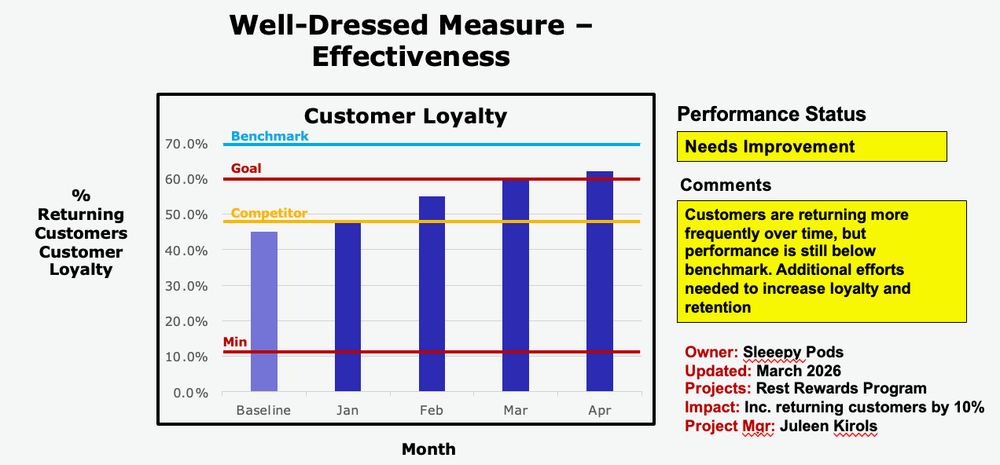 Well-Dressed Measure –
Effectiveness
Customer Loyalty
Benchmark
70.0%
Goal
60.0%
Competitor
50.0%
40.0%
30.0%
20.0%
Min
10.0%
0.0%
Baseline
Jan
Feb
Mar
Apr
Month
%
Returning
Customers
Customer
Loyalty
Performance Status
Needs Improvement
Comments
Customers are returning more
frequently over time, but
performance is still below
benchmark. Additional efforts
needed to increase loyalty and
retention
Owner: Sleeepy Pods
Updated: March 2026
Projects: Rest Rewards Program
Impact: Inc. returning customers by 10%
Project Mgr: Juleen Kirols